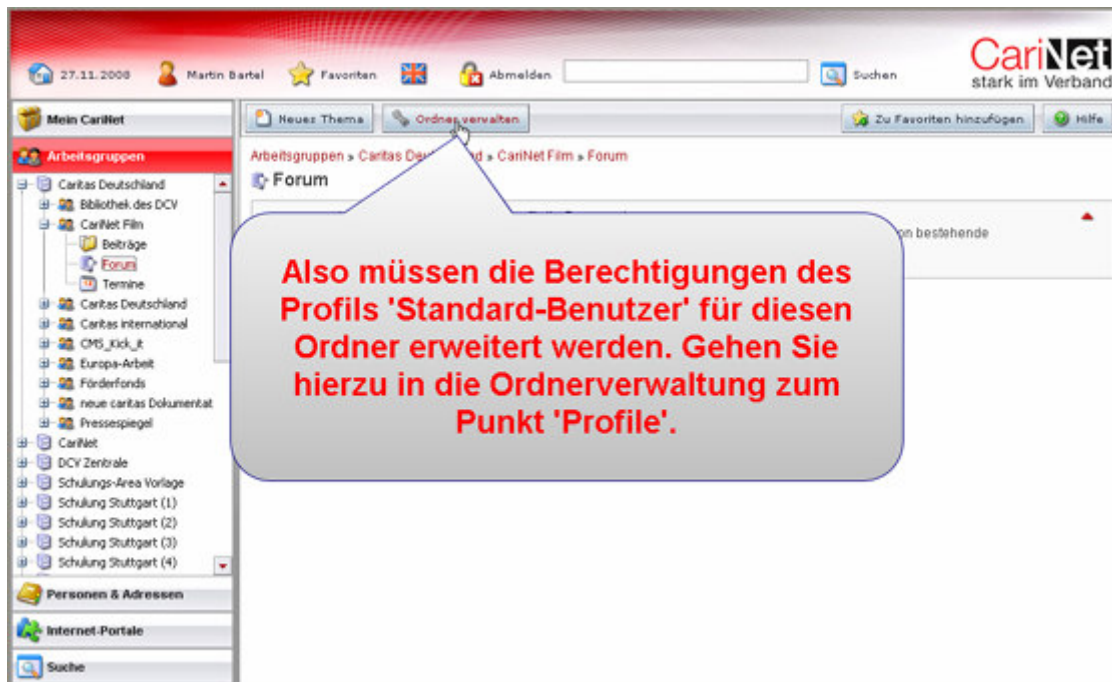 CariNet
stark im Verband
27.11.2008 Martin Bartel Favoriten Abmelden Suchen
Mein CariNet
Neues Thema Ordner verwalten Zu Favoriten hinzufügen Hilfe
Arbeitsgruppen
Arbeitsgruppen » Caritas De d » CariNet Film » Forum
Forum
Caritas Deutschland
Bibliothek des DCV
CariNet Film
Beiträge
Forum
Termine
Caritas Deutschland
Caritas international
CMS_Kick_it
Europa-Arbeit
Förderfonds
neue caritas Dokumentat
Pressespiegel
CariNet
DCV Zentrale
Schulungs-Area Vorlage
Schulung Stuttgart (1)
Schulung Stuttgart (2)
Schulung Stuttgart (3)
Schulung Stuttgart (4)
Personen & Adressen
Internet-Portale
Suche
on bestehende
Also müssen die Berechtigungen des
Profils 'Standard-Benutzer' für diesen
Ordner erweitert werden. Gehen Sie
hierzu in die Ordnerverwaltung zum
Punkt 'Profile'.